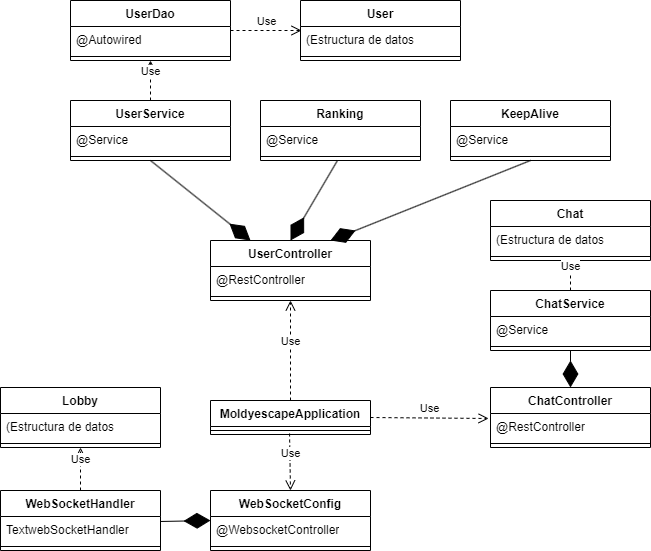 UserDao
Use
User
@Autowired
(Estructura de datos
Use
UserService
Ranking
KeepAlive
@Service
@Service
@Service
Chat
(Estructura de datos
UserController
@RestController
Use
ChatService
@Service
Use
Lobby
(Estructura de datos
MoldyescapeApplication
Use
ChatController
@RestController
Use
Use
WebSocketHandler
TextwebSocketHandler
WebSocketConfig
@WebsocketController